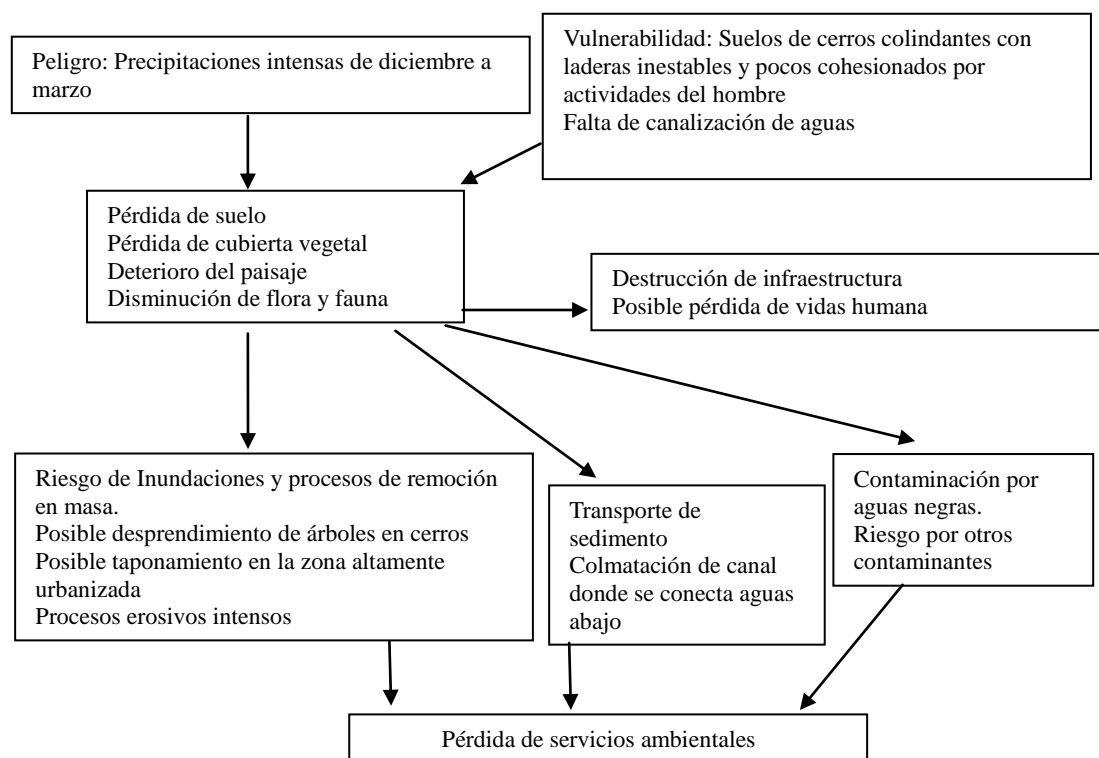 Peligro: Precipitaciones intensas de diciembre a
marzo
Vulnerabilidad: Suelos de cerros colindantes con
laderas inestables y pocos cohesionados por
actividades del hombre
Falta de canalización de aguas
Pérdida de suelo
Pérdida de cubierta vegetal
Deterioro del paisaje
Disminución de flora y fauna
Destrucción de infraestructura
Posible pérdida de vidas humana
Riesgo de Inundaciones y procesos de remoción
en masa.
Posible desprendimiento de árboles en cerros
Posible taponamiento en la zona altamente
urbanizada
Procesos erosivos intensos
Transporte de
sedimento
Colmatación de canal
donde se conecta aguas
abajo
Contaminación por
aguas negras.
Riesgo por otros
contaminantes
Pérdida de servicios ambientales